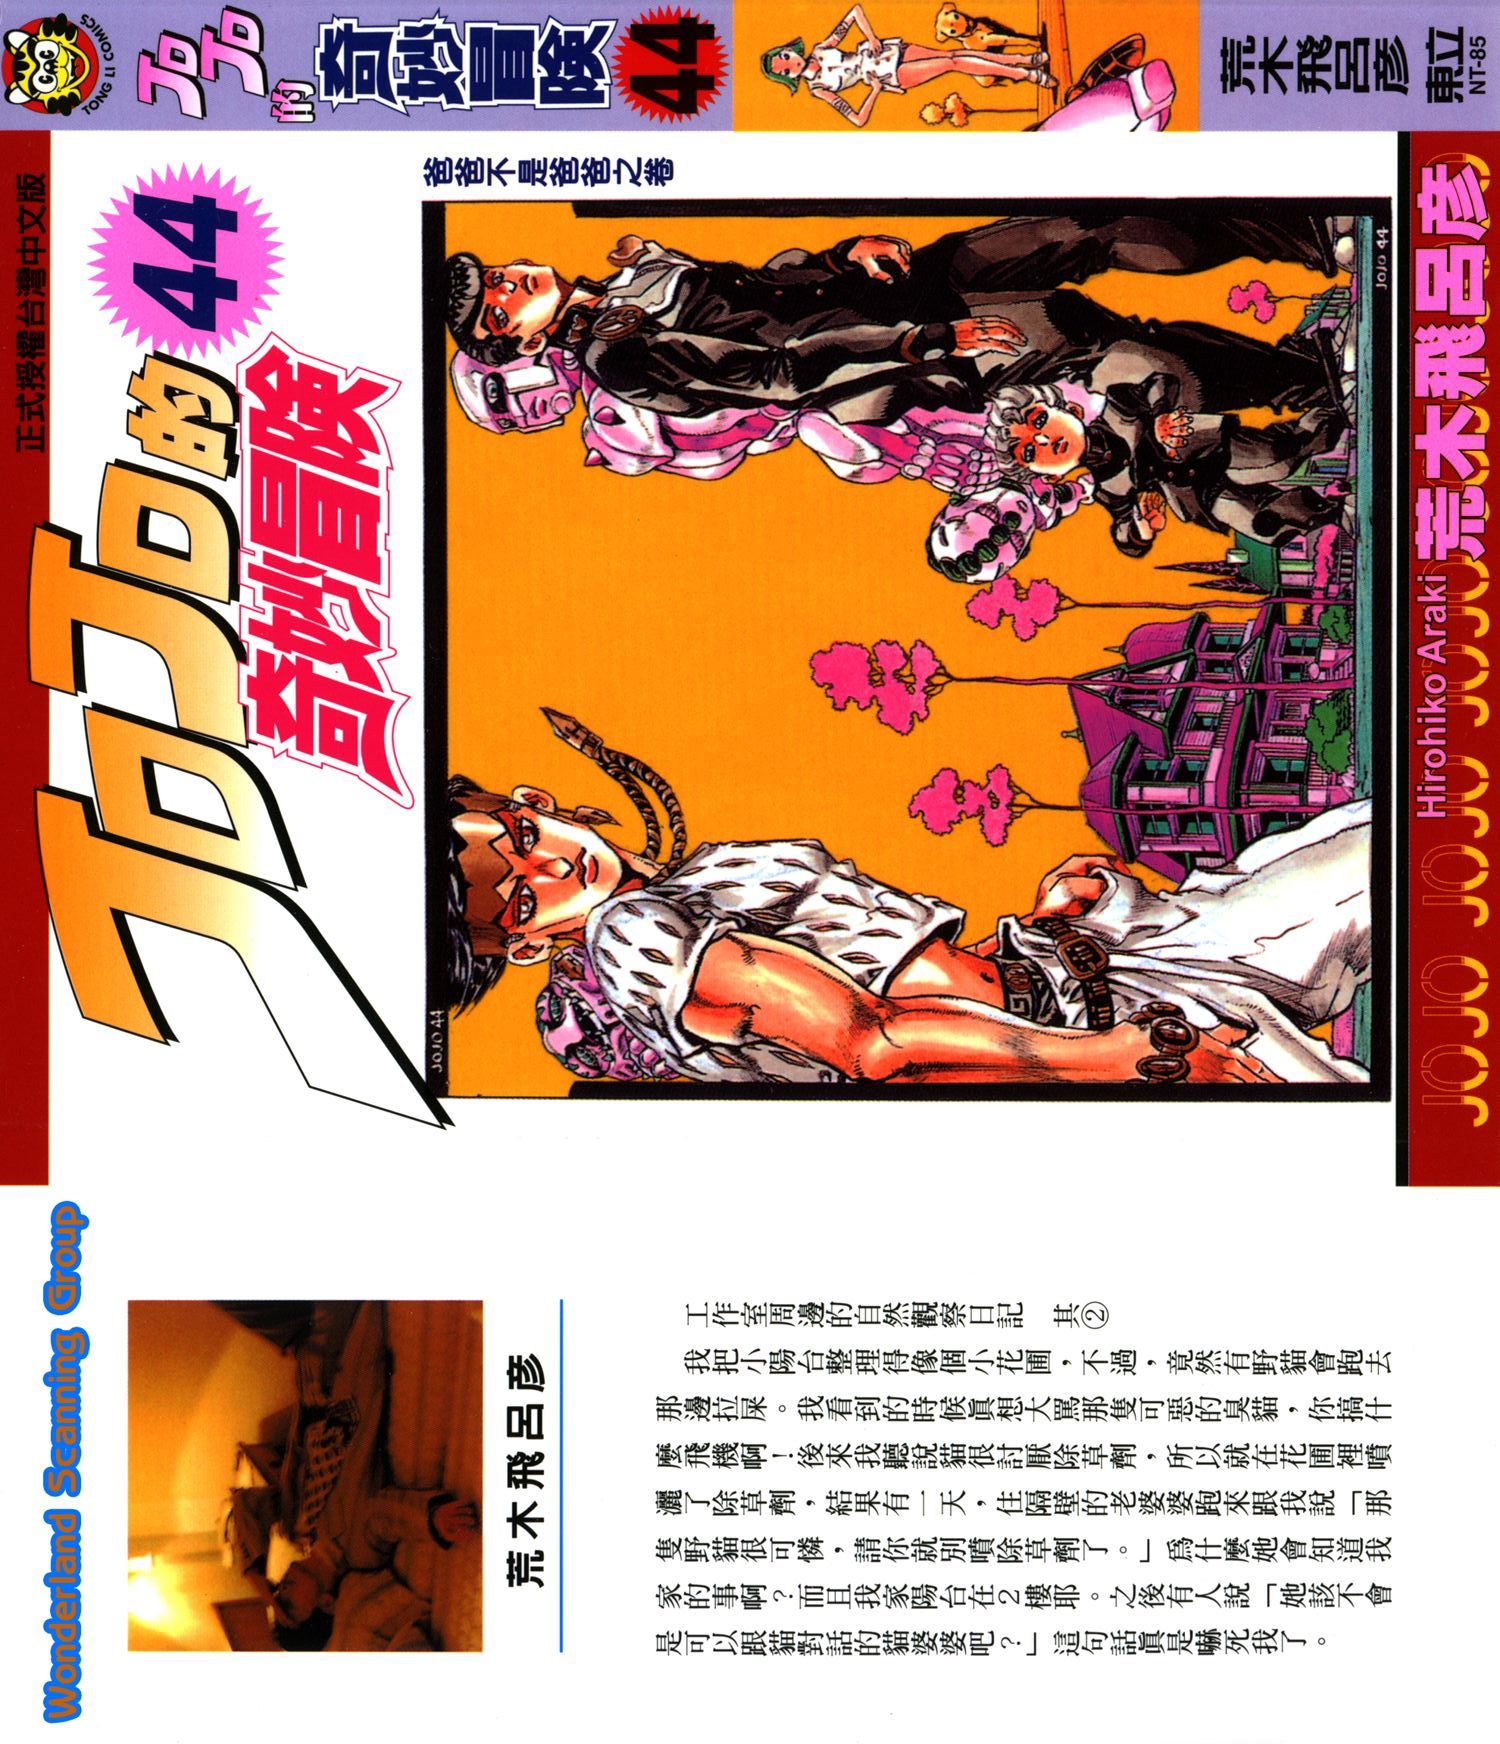 TONG LI COMICS
JOJO的
奇妙冒險
44
荒木飛呂彥
東立
NT-85
正式授權台灣中文版
JOJO的
奇妙冒險
44
爸爸不是爸爸之卷
JOJO 44
JOJO 44
Hirohiko Araki 荒木飛呂彥
JOJO JOJO JOJO
Wonderland Scanning Group
荒木飛呂彥
工作室周邊的自然觀察日記　其②
我把小陽台整理得像個小花圃，不過，竟然有野貓會跑去
那邊拉屎。我看到的時候眞想大罵那隻可惡的臭貓，你搞什
麼飛機啊！後來我聽說貓很討厭除草劑，所以就在花圃裡噴
灑了除草劑，結果有一天，住隔壁的老婆婆跑來跟我說「那
隻野貓很可憐，請你就別噴除草劑了。」爲什麼她會知道我
家的事啊？而且我家陽台在2樓耶。之後有人說「她該不會
是可以跟貓對話的貓婆婆吧？」這句話眞是嚇死我了。